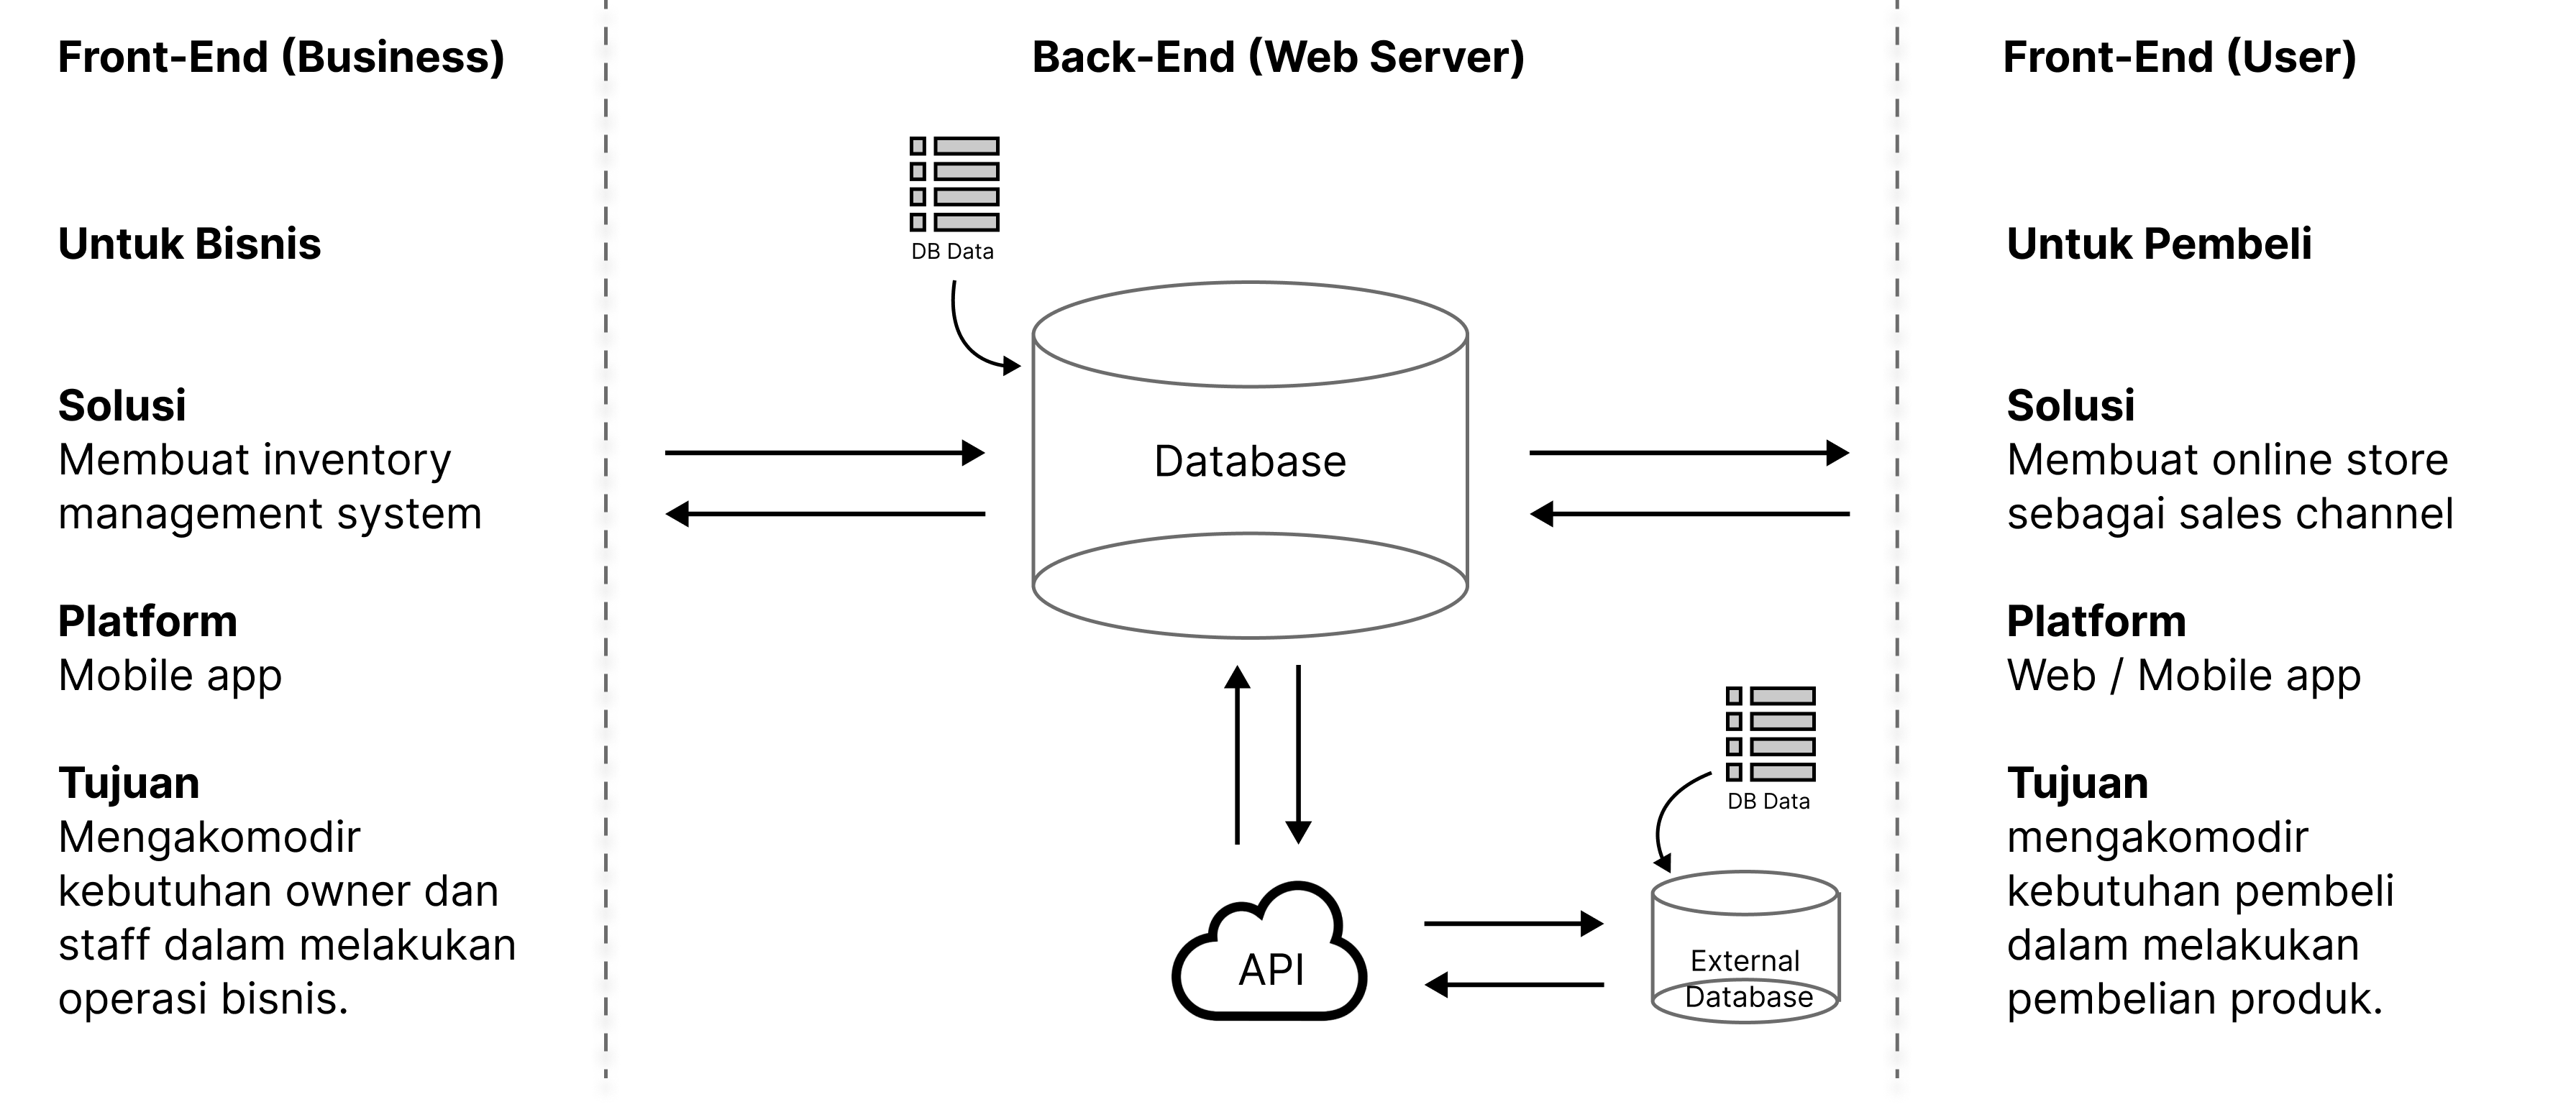 Front-End (Business)
Untuk Bisnis
Solusi
Membuat inventory
management system
Platform
Mobile app
Tujuan
Mengakomodir
kebutuhan owner dan
staff dalam melakukan
operasi bisnis.
Back-End (Web Server)
DB Data
Database
API
DB Data
External
Database
Front-End (User)
Untuk Pembeli
Solusi
Membuat online store
sebagai sales channel
Platform
Web / Mobile app
Tujuan
mengakomodir
kebutuhan pembeli
dalam melakukan
pembelian produk.